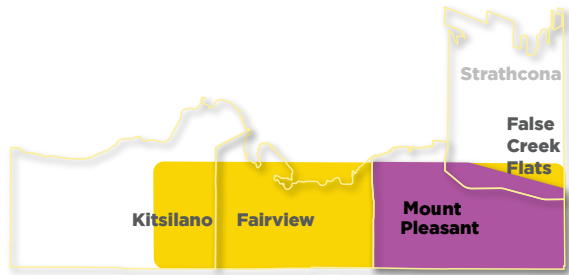 Strathcona
False
Creek
Flats
Kitsilano
Fairview
Mount
Pleasant